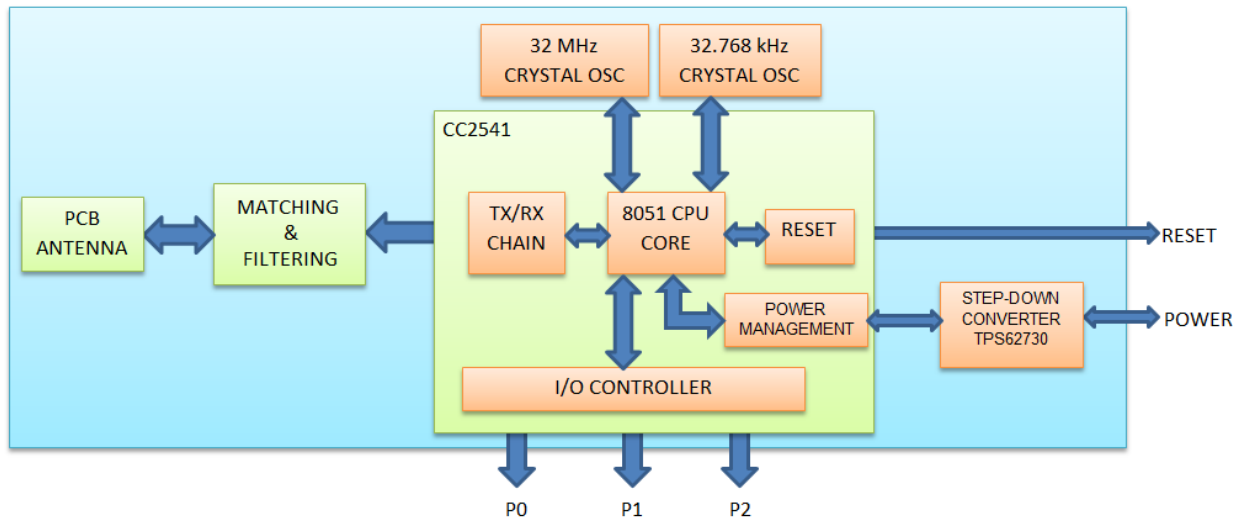 32 MHz
CRYSTAL OSC
32.768 kHz
CRYSTAL OSC
CC2541
PCB
ANTENNA
MATCHING
&
FILTERING
TX/RX
CHAIN
8051 CPU
CORE
RESET
RESET
POWER
MANAGEMENT
STEP-DOWN
CONVERTER
TPS62730
POWER
I/O CONTROLLER
P0
P1
P2